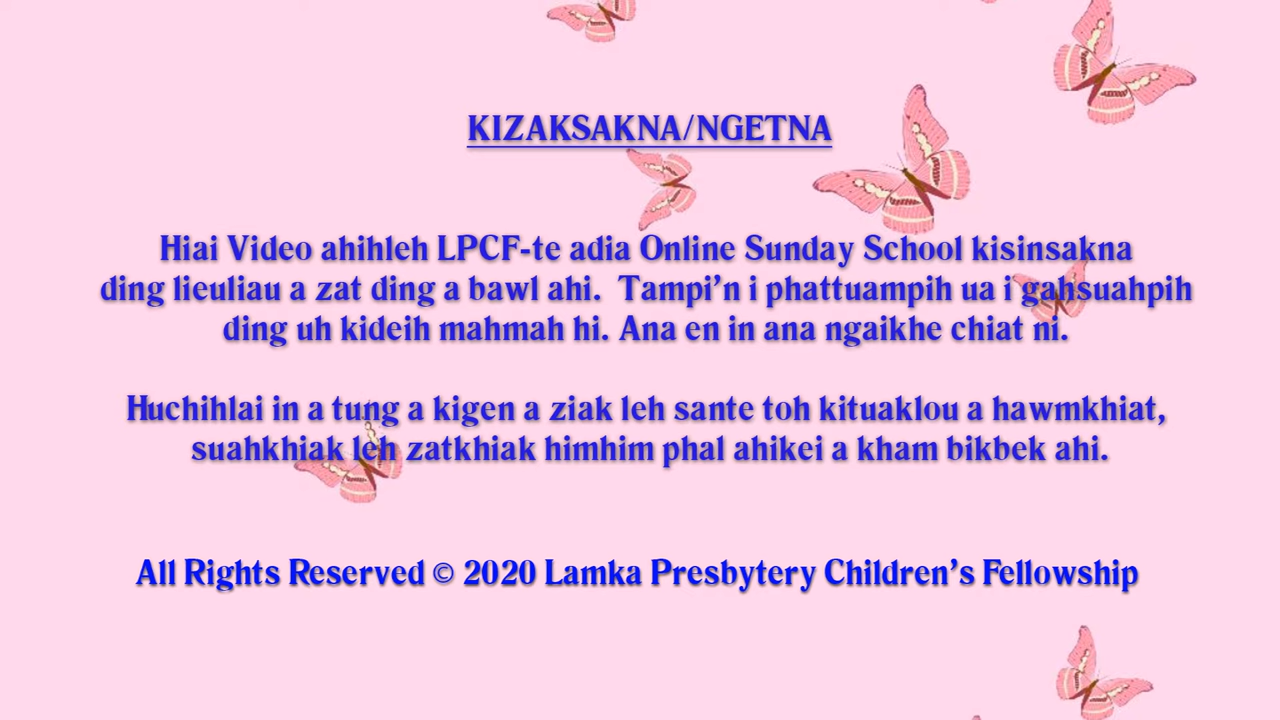 KIZAKSAKNA/NGETNA
Hiai Video ahihleh LPCF-te adia Online Sunday School kisinsakna
ding lieuliau a zat ding a bawl ahi. Tampi’n i phattuampih ua i gahsuahpih
ding uh kideih mahmah hi. Ana en in ana ngaikhe chiat ni.
Huchihlai in a tung a kigen a ziak leh sante toh kituaklou a hawmkhiat,
suahkhiak leh zatkhiak himhim phal ahikei a kham bikbek ahi.
All Rights Reserved © 2020 Lamka Presbytery Children’s Fellowship